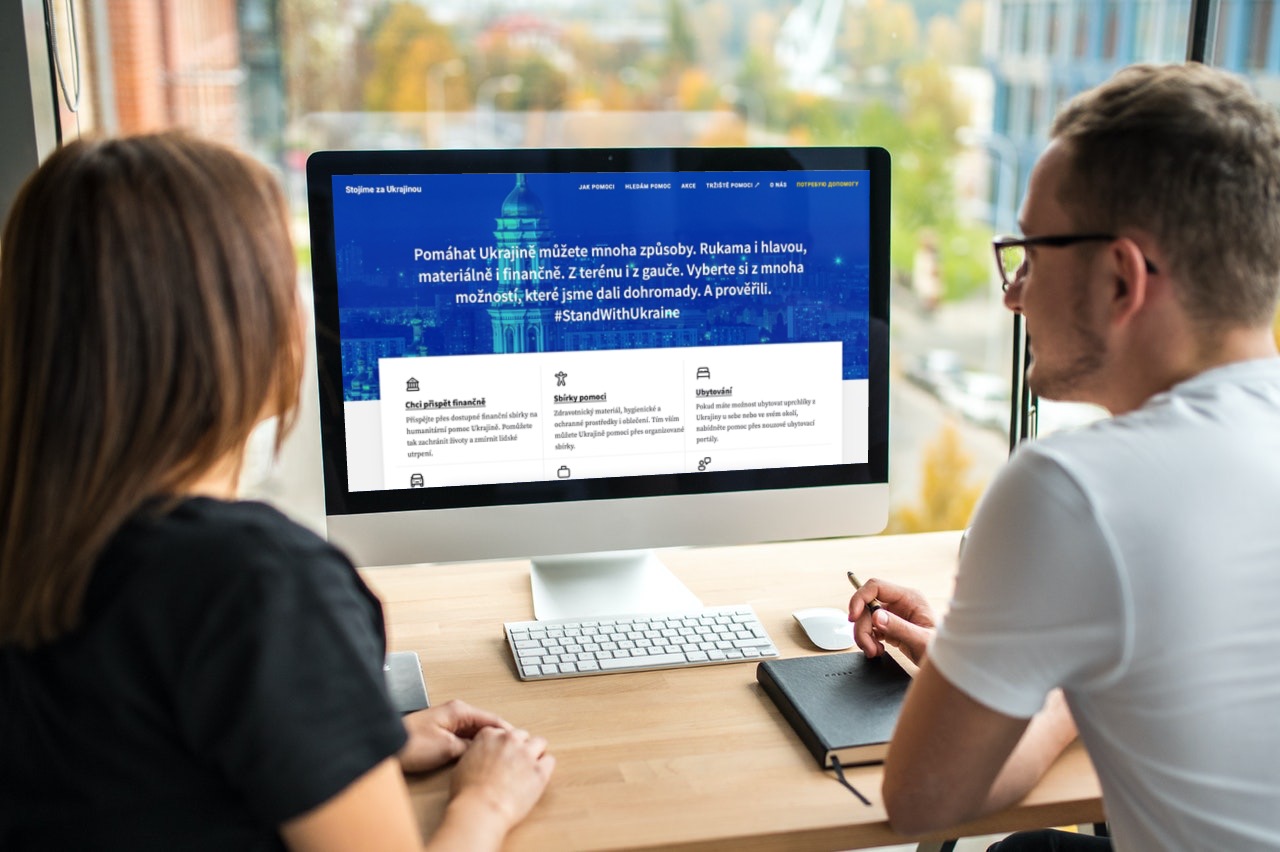 Stojíme za Ukrajinou
JAK POMOCI HLEDÁM POMOC AKCE TRŽIŠTĚ POMOCI ↗ O NÁS ПОТРЕБУЮ ДОПОМОГУ
Pomáhat Ukrajině můžete mnoha způsoby. Rukama i hlavou,
materiálně i finančně. Z terénu i z gauče. Vyberte si z mnoha
možností, které jsme dali dohromady. A prověřili.
#StandWithUkraine
Chci přispět finančně
Přispějte přes dostupné finanční sbírky na
humanitární pomoc Ukrajině. Pomůžete
tak zachránit životy a zmírnit lidské
utrpení.
Sbírky pomoci
Zdravotnický materiál, hygienické a
ochranné prostředky i oblečení. Tím vším
můžete Ukrajině pomoci přes organizované
sbírky.
Ubytování
Pokud máte možnost ubytovat uprchlíky z
Ukrajiny u sebe nebo ve svém okolí,
nabídněte pomoc přes nouzové ubytovací
portály.